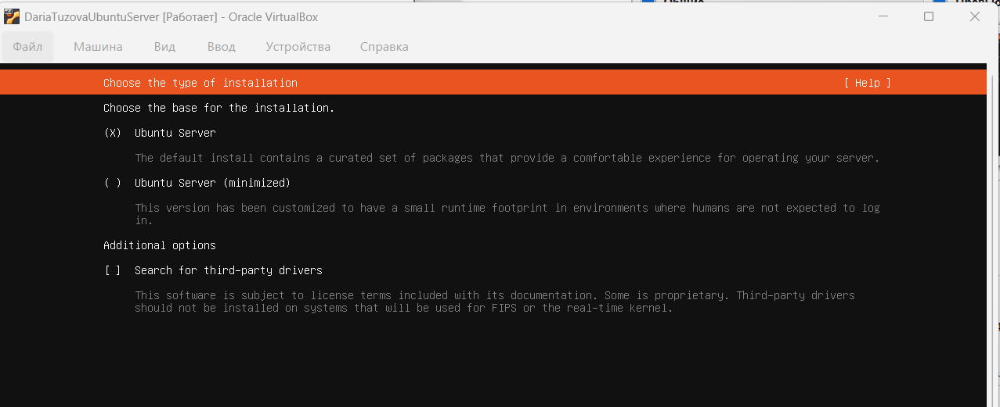 DariaTuzovaUbuntuServer [Работает] - Oracle VirtualBox
Файл Машина Вид Ввод Устройства Справка
Choose the type of installation [ Help ]
Choose the base for the installation.
(X) Ubuntu Server
The default install contains a curated set of packages that provide a comfortable experience for operating your server.
( ) Ubuntu Server (minimized)
This version has been customized to have a small runtime footprint in environments where humans are not expected to log
in.
Additional options
[ ] Search for third-party drivers
This software is subject to license terms included with its documentation. Some is proprietary. Third-party drivers
should not be installed on systems that will be used for FIPS or the real-time kernel.